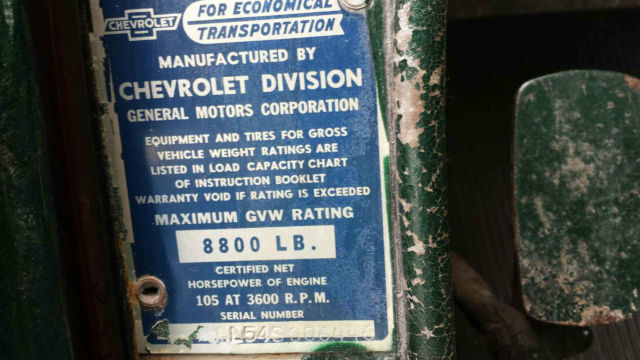 CHEVROLET
FOR ECONOMICAL
TRANSPORTATION
MANUFACTURED BY
CHEVROLET DIVISION
GENERAL MOTORS CORPORATION
EQUIPMENT AND TIRES FOR GROSS
VEHICLE WEIGHT RATINGS ARE
LISTED IN LOAD CAPACITY CHART
OF INSTRUCTION BOOKLET
WARRANTY VOID IF RATING IS EXCEEDED
MAXIMUM GVW RATING
8800 LB.
CERTIFIED NET
HORSEPOWER OF ENGINE
105 AT 3600 R.P.M.
SERIAL NUMBER